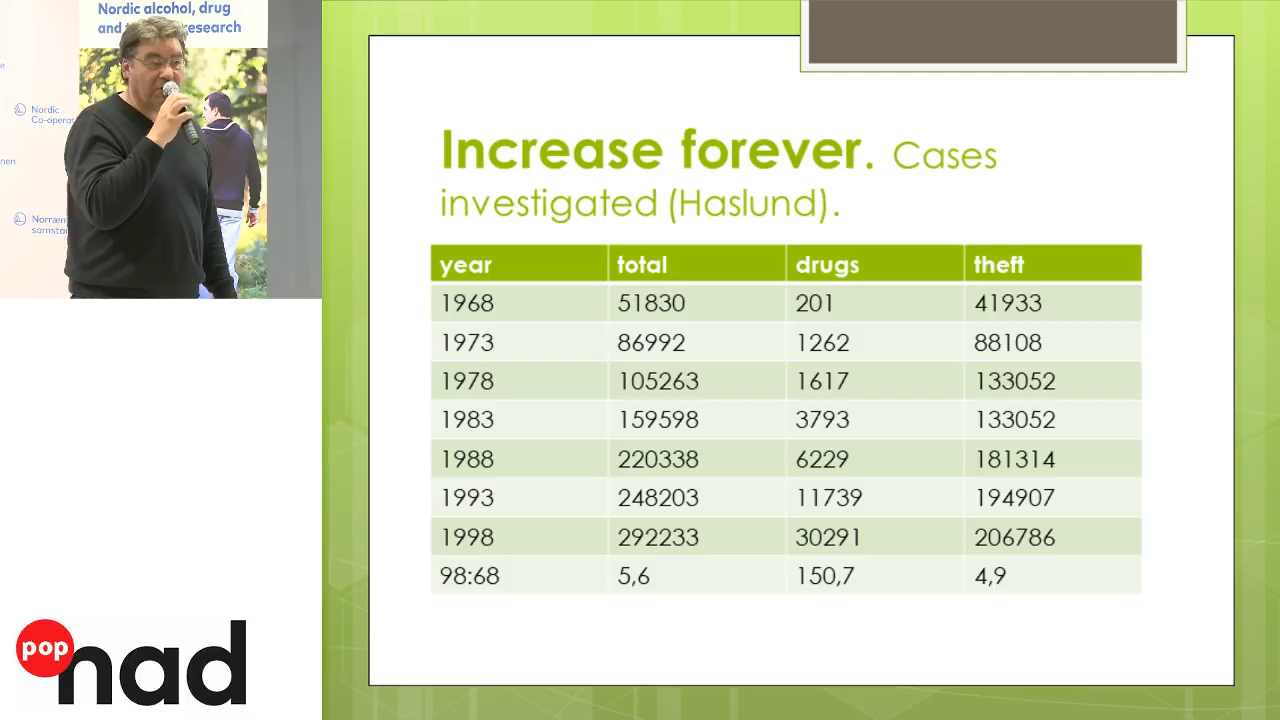 Nordic alcohol, drug
and research
Nordic
Co-operat
nen
Norræn
samsta
pop
nad
Increase forever. Cases
investigated (Haslund).
year total drugs theft
1968 51830 201 41933
1973 86992 1262 88108
1978 105263 1617 133052
1983 159598 3793 133052
1988 220338 6229 181314
1993 248203 11739 194907
1998 292233 30291 206786
98:68 5,6 150,7 4,9